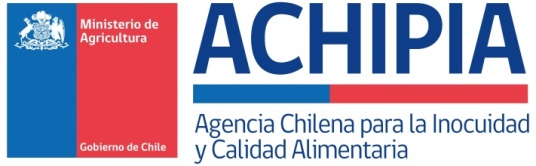 Ministerio de
Agricultura
Gobierno de Chile
ACHIPIA
Agencia Chilena para la Inocuidad
y Calidad Alimentaria